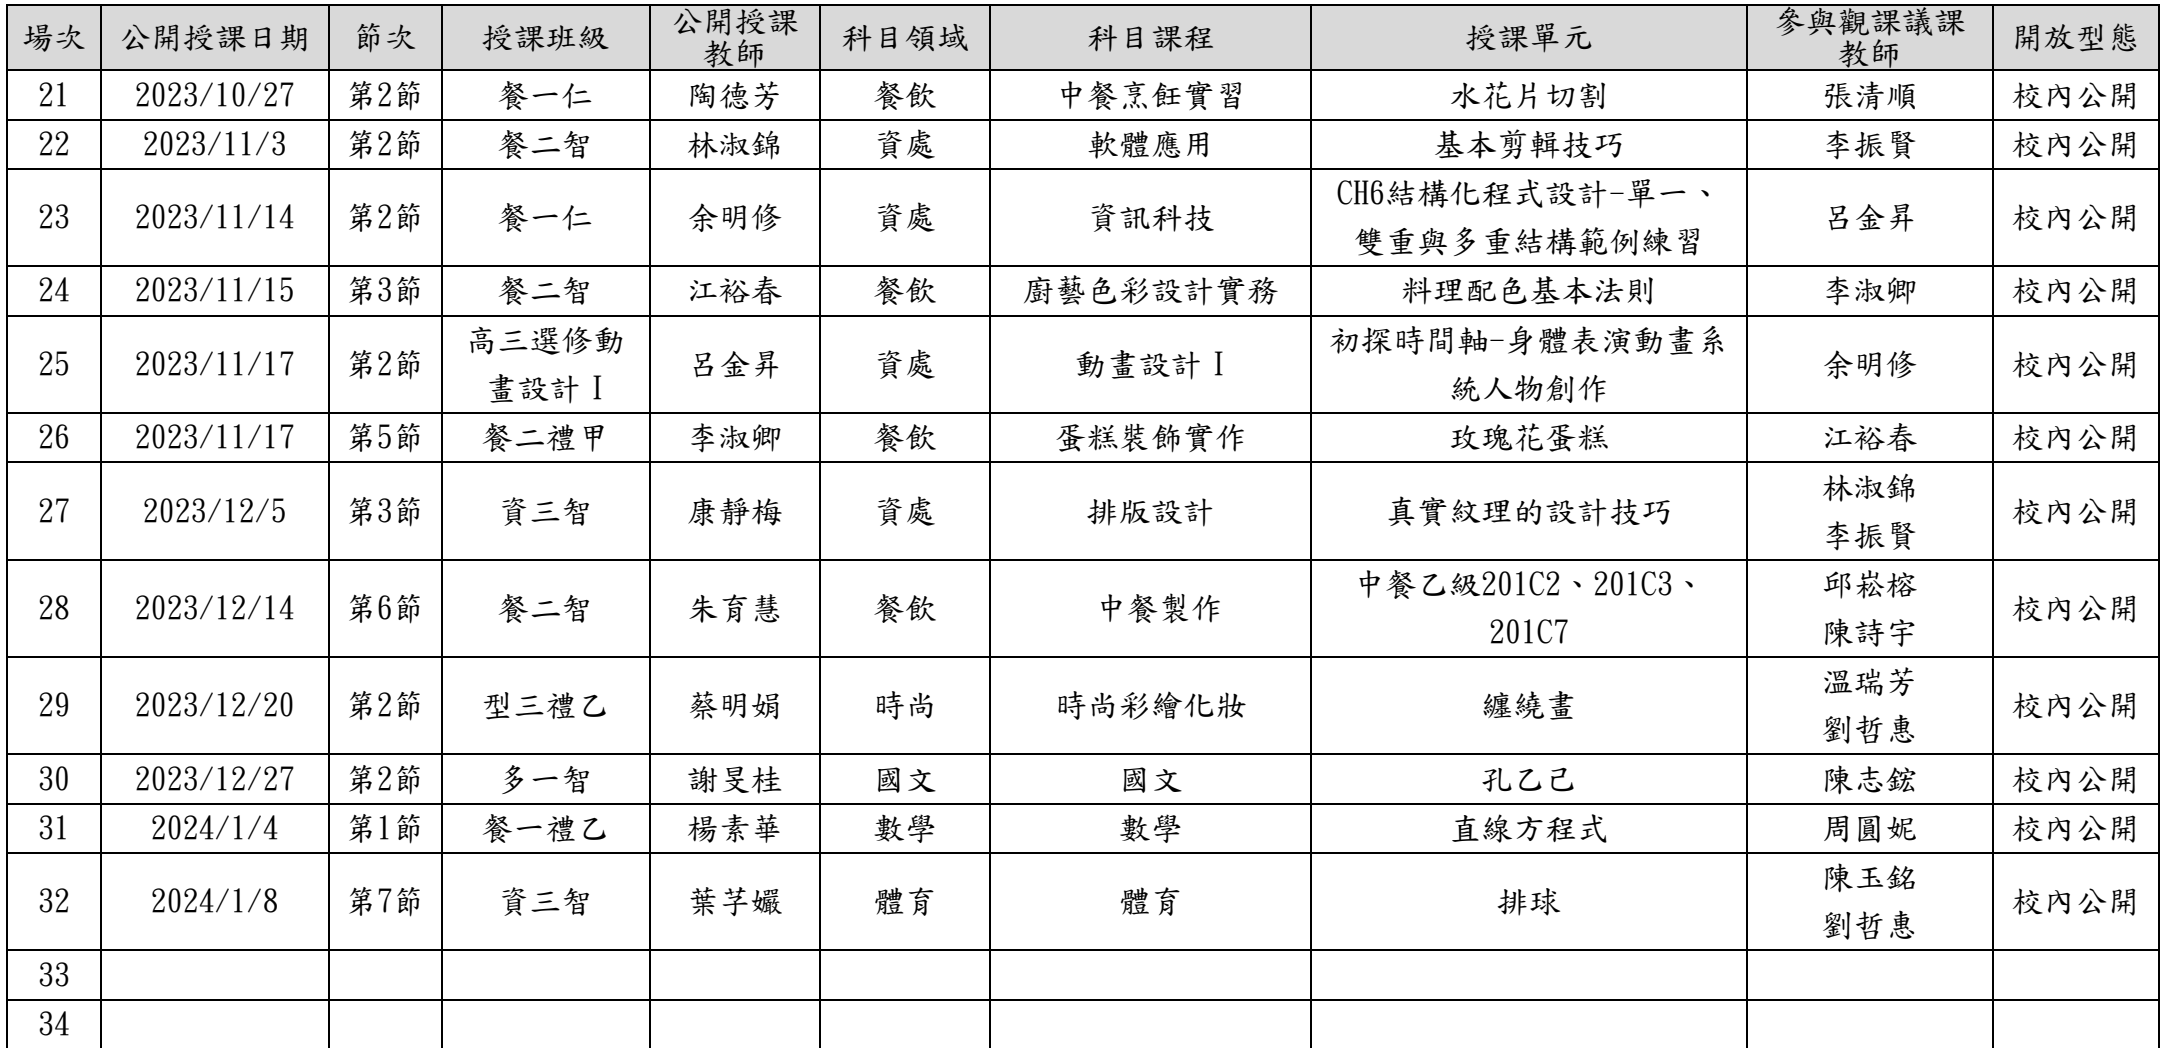 場次 公開授課日期 節次 授課班級 公開授課教師 科目領域 科目課程 授課單元 參與觀課議課教師 開放型態
21 2023/10/27 第2節 餐一仁 陶德芳 餐飲 中餐烹飪實習 水花片切割 張清順 校內公開
22 2023/11/3 第2節 餐二智 林淑錦 資處 軟體應用 基本剪輯技巧 李振賢 校內公開
23 2023/11/14 第2節 餐一仁 余明修 資處 資訊科技 CH6結構化程式設計-單一、雙重與多重結構範例練習 呂金昇 校內公開
24 2023/11/15 第3節 餐二智 江裕春 餐飲 廚藝色彩設計實務 料理配色基本法則 李淑卿 校內公開
25 2023/11/17 第2節 高三選修動畫設計Ⅰ 呂金昇 資處 動畫設計Ⅰ 初探時間軸-身體表演動畫系統人物創作 余明修 校內公開
26 2023/11/17 第5節 餐二禮甲 李淑卿 餐飲 蛋糕裝飾實作 玫瑰花蛋糕 江裕春 校內公開
27 2023/12/5 第3節 資三智 康靜梅 資處 排版設計 真實紋理的設計技巧 林淑錦 李振賢 校內公開
28 2023/12/14 第6節 餐二智 朱育慧 餐飲 中餐製作 中餐乙級201C2、201C3、201C7 邱崧榕 陳詩宇 校內公開
29 2023/12/20 第2節 型三禮乙 蔡明娟 時尚 時尚彩繪化妝 纏繞畫 溫瑞芳 劉哲惠 校內公開
30 2023/12/27 第2節 多一智 謝旻桂 國文 國文 孔乙己 陳志鋐 校內公開
31 2024/1/4 第1節 餐一禮乙 楊素華 數學 數學 直線方程式 周圓妮 校內公開
32 2024/1/8 第7節 資三智 葉芓孍 體育 體育 排球 陳玉銘 劉哲惠 校內公開
33
34